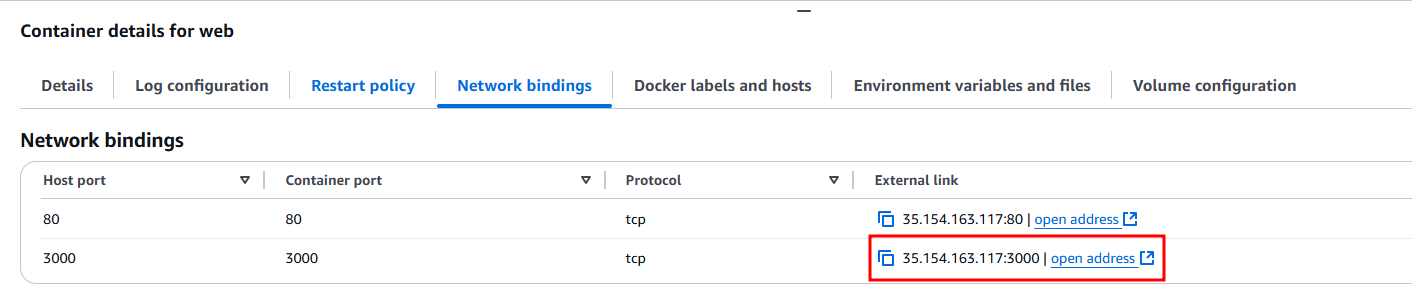 Container details for web
Details Log configuration Restart policy Network bindings Docker labels and hosts Environment variables and files Volume configuration
Network bindings
Host port Container port Protocol External link
80 80 tcp 35.154.163.117:80 | open address
3000 3000 tcp 35.154.163.117:3000 | open address